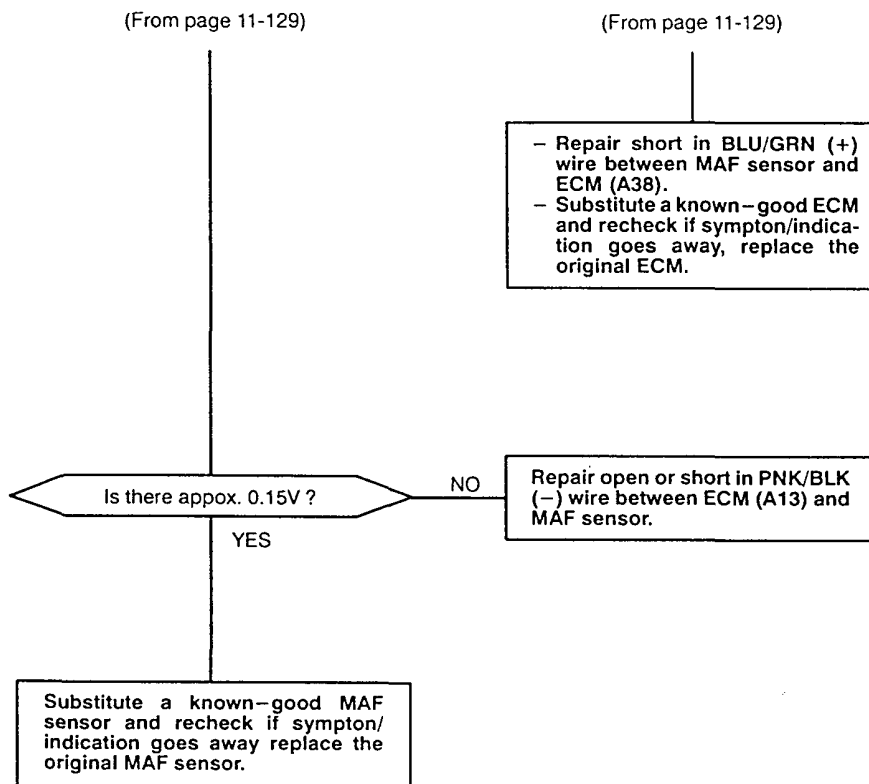 (From page 11-129)
(From page 11-129)
– Repair short in BLU/GRN (+)
wire between MAF sensor and
ECM (A38).
– Substitute a known–good ECM
and recheck if sympton/indica-
tion goes away, replace the
original ECM.
Is there appox. 0.15V ?
NO
Repair open or short in PNK/BLK
(–) wire between ECM (A13) and
MAF sensor.
YES
Substitute a known–good MAF
sensor and recheck if sympton/
indication goes away replace the
original MAF sensor.